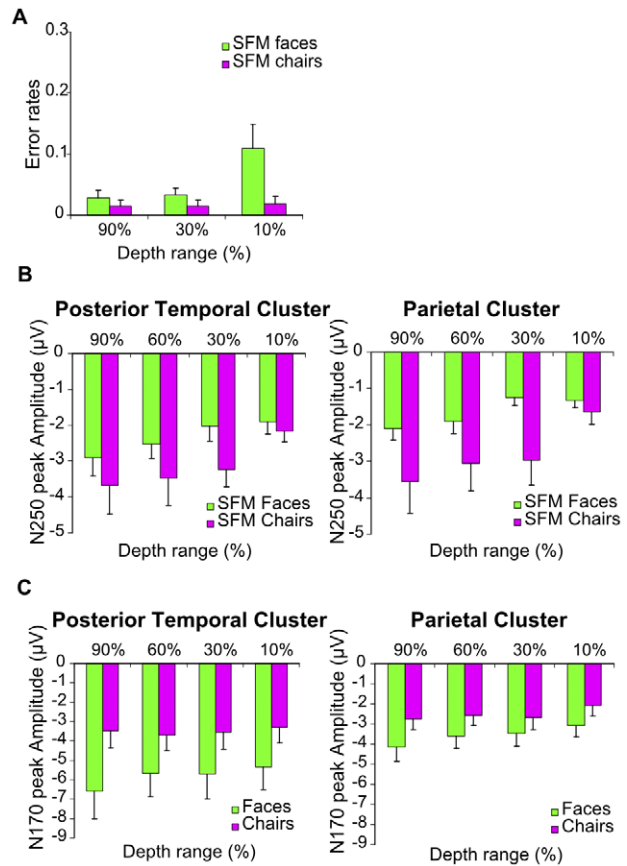 A
SFM faces
SFM chairs
0.3
0.1
0
Error rates
90% 30% 10%
Depth range (%)
B
Posterior Temporal Cluster
90% 60% 30% 10%
0
-1
-2
-3
-4
-5
N250 peak Amplitude (µV)
SFM Faces
SFM Chairs
Depth range (%)
Parietal Cluster
90% 60% 30% 10%
0
-1
-2
-3
-4
-5
N250 peak Amplitude (µV)
SFM Faces
SFM Chairs
Depth range (%)
C
Posterior Temporal Cluster
90% 60% 30% 10%
0
-1
-2
-3
-4
-5
-6
-7
-8
-9
N170 peak Amplitude (µV)
Faces
Chairs
Depth range (%)
Parietal Cluster
90% 60% 30% 10%
0
-1
-2
-3
-4
-5
-6
-7
-8
-9
N170 peak Amplitude (µV)
Faces
Chairs
Depth range (%)